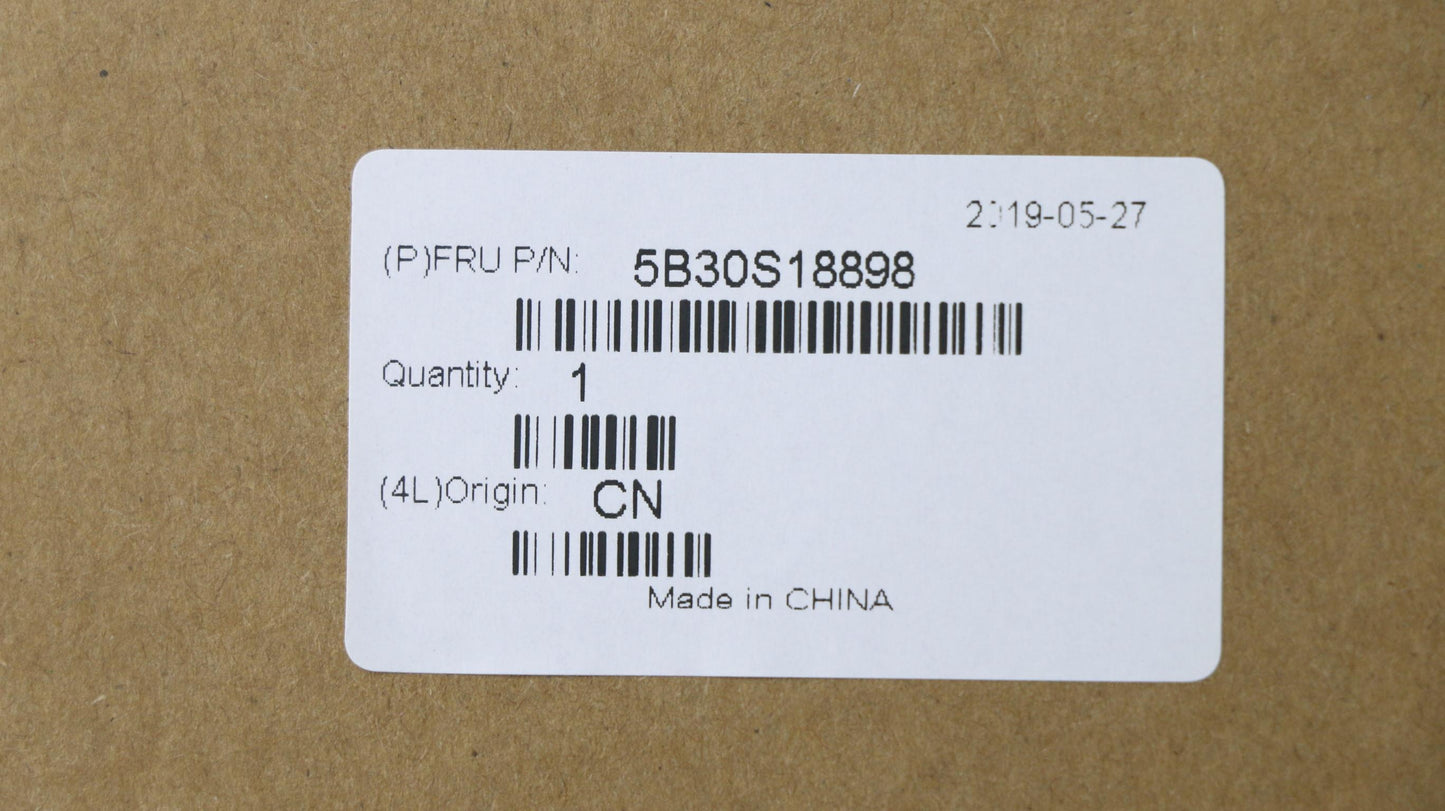 2019-05-27
(P)FRU P/N: 5B30S18898
Quantity: 1
(4L)Origin: CN
Made in CHINA